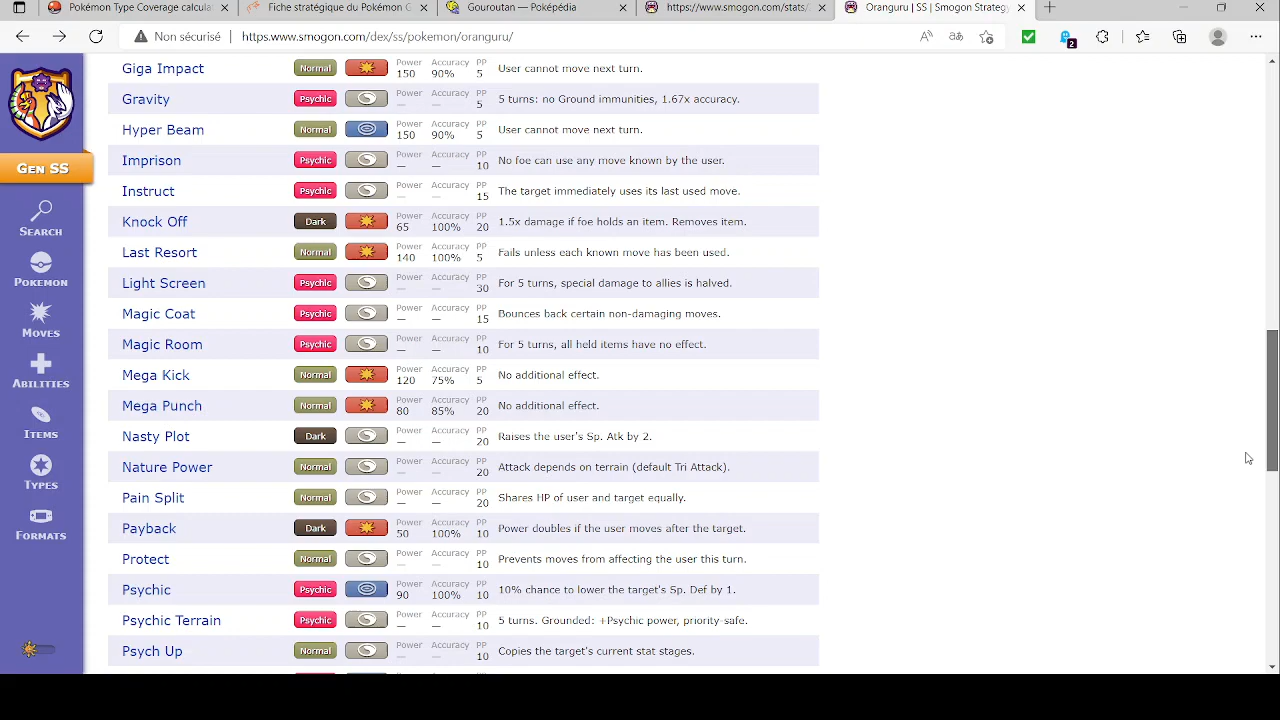 Pokémon Type Coverage calcula
Fiche stratégique du Pokémon G
Gouroutan — Poképédia
https://www.smogon.com/stats/
Oranguru | SS | Smogon Strategy
Non sécurisé https://www.smogon.com/dex/ss/pokemon/oranguru/
2
GEN SS
SEARCH
POKEMON
MOVES
ABILITIES
ITEMS
TYPES
FORMATS
Giga Impact Normal Power 150 Accuracy 90% PP 5 User cannot move next turn.
Gravity Psychic Power — Accuracy — PP 5 5 turns: no Ground immunities, 1.67x accuracy.
Hyper Beam Normal Power 150 Accuracy 90% PP 5 User cannot move next turn.
Imprison Psychic Power — Accuracy — PP 10 No foe can use any move known by the user.
Instruct Psychic Power — Accuracy — PP 15 The target immediately uses its last used move.
Knock Off Dark Power 65 Accuracy 100% PP 20 1.5x damage if foe holds an item. Removes item.
Last Resort Normal Power 140 Accuracy 100% PP 5 Fails unless each known move has been used.
Light Screen Psychic Power — Accuracy — PP 30 For 5 turns, special damage to allies is halved.
Magic Coat Psychic Power — Accuracy — PP 15 Bounces back certain non-damaging moves.
Magic Room Psychic Power — Accuracy — PP 10 For 5 turns, all held items have no effect.
Mega Kick Normal Power 120 Accuracy 75% PP 5 No additional effect.
Mega Punch Normal Power 80 Accuracy 85% PP 20 No additional effect.
Nasty Plot Dark Power — Accuracy — PP 20 Raises the user's Sp. Atk by 2.
Nature Power Normal Power — Accuracy — PP 20 Attack depends on terrain (default Tri Attack).
Pain Split Normal Power — Accuracy — PP 20 Shares HP of user and target equally.
Payback Dark Power 50 Accuracy 100% PP 10 Power doubles if the user moves after the target.
Protect Normal Power — Accuracy — PP 10 Prevents moves from affecting the user this turn.
Psychic Psychic Power 90 Accuracy 100% PP 10 10% chance to lower the target's Sp. Def by 1.
Psychic Terrain Psychic Power — Accuracy — PP 10 5 turns. Grounded: +Psychic power, priority-safe.
Psych Up Normal Power — Accuracy — PP 10 Copies the target's current stat stages.